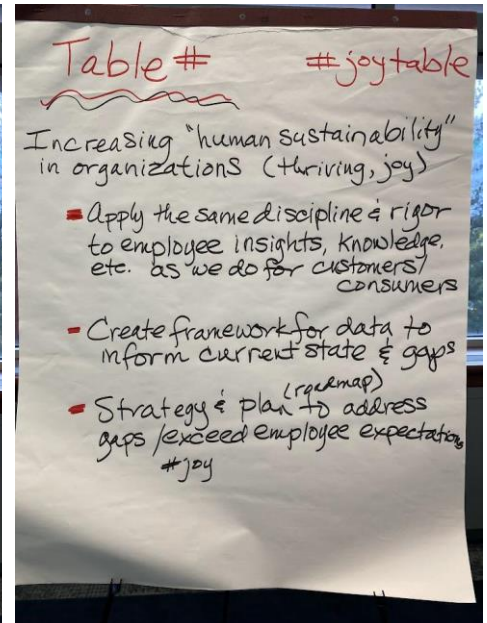 Table # #joytable
Increasing "human sustainability"
in organizations (thriving, joy)
- Apply the same discipline & rigor
to employee insights, knowledge,
etc. as we do for customers/
consumers
- Create framework for data to
inform current state & gaps
(roadmap)
- Strategy & plan to address
gaps/exceed employee expectations
#joy